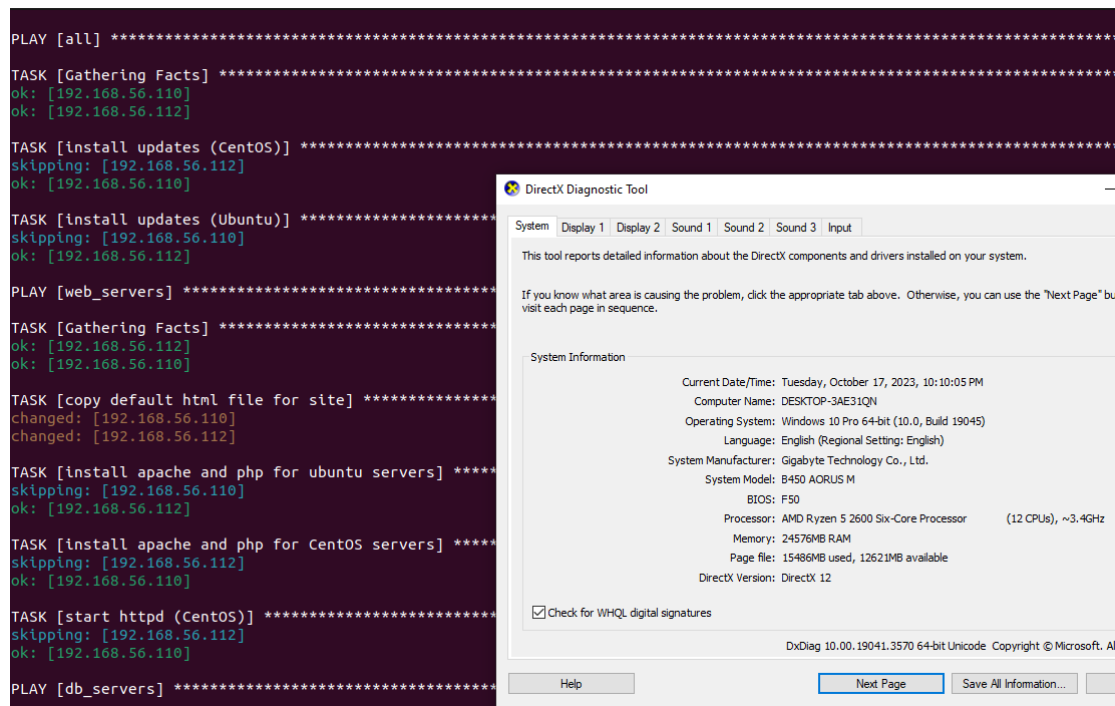 PLAY [all] *******************************************************************************************************
TASK [Gathering Facts] *******************************************************************************************
ok: [192.168.56.110]
ok: [192.168.56.112]
TASK [install updates (CentOS)] **********************************************************************************
skipping: [192.168.56.112]
ok: [192.168.56.110]
TASK [install updates (Ubuntu)] **********************
skipping: [192.168.56.110]
ok: [192.168.56.112]
PLAY [web_servers] ***********************************
TASK [Gathering Facts] *******************************
ok: [192.168.56.112]
ok: [192.168.56.110]
TASK [copy default html file for site] ***************
changed: [192.168.56.110]
changed: [192.168.56.112]
TASK [install apache and php for ubuntu servers] *****
skipping: [192.168.56.110]
ok: [192.168.56.112]
TASK [install apache and php for CentOS servers] *****
skipping: [192.168.56.112]
ok: [192.168.56.110]
TASK [start httpd (CentOS)] **************************
skipping: [192.168.56.112]
ok: [192.168.56.110]
PLAY [db_servers] ************************************
DirectX Diagnostic Tool
System Display 1 Display 2 Sound 1 Sound 2 Sound 3 Input
This tool reports detailed information about the DirectX components and drivers installed on your system.
If you know what area is causing the problem, click the appropriate tab above. Otherwise, you can use the "Next Page"
visit each page in sequence.
System Information
Current Date/Time: Tuesday, October 17, 2023, 10:10:05 PM
Computer Name: DESKTOP-3AE31QN
Operating System: Windows 10 Pro 64-bit (10.0, Build 19045)
Language: English (Regional Setting: English)
System Manufacturer: Gigabyte Technology Co., Ltd.
System Model: B450 AORUS M
BIOS: F50
Processor: AMD Ryzen 5 2600 Six-Core Processor (12 CPUs), ~3.4GHz
Memory: 24576MB RAM
Page file: 15486MB used, 12621MB available
DirectX Version: DirectX 12
Check for WHQL digital signatures
DxDiag 10.00.19041.3570 64-bit Unicode Copyright © Microsoft.
Help
Next Page
Save All Information...